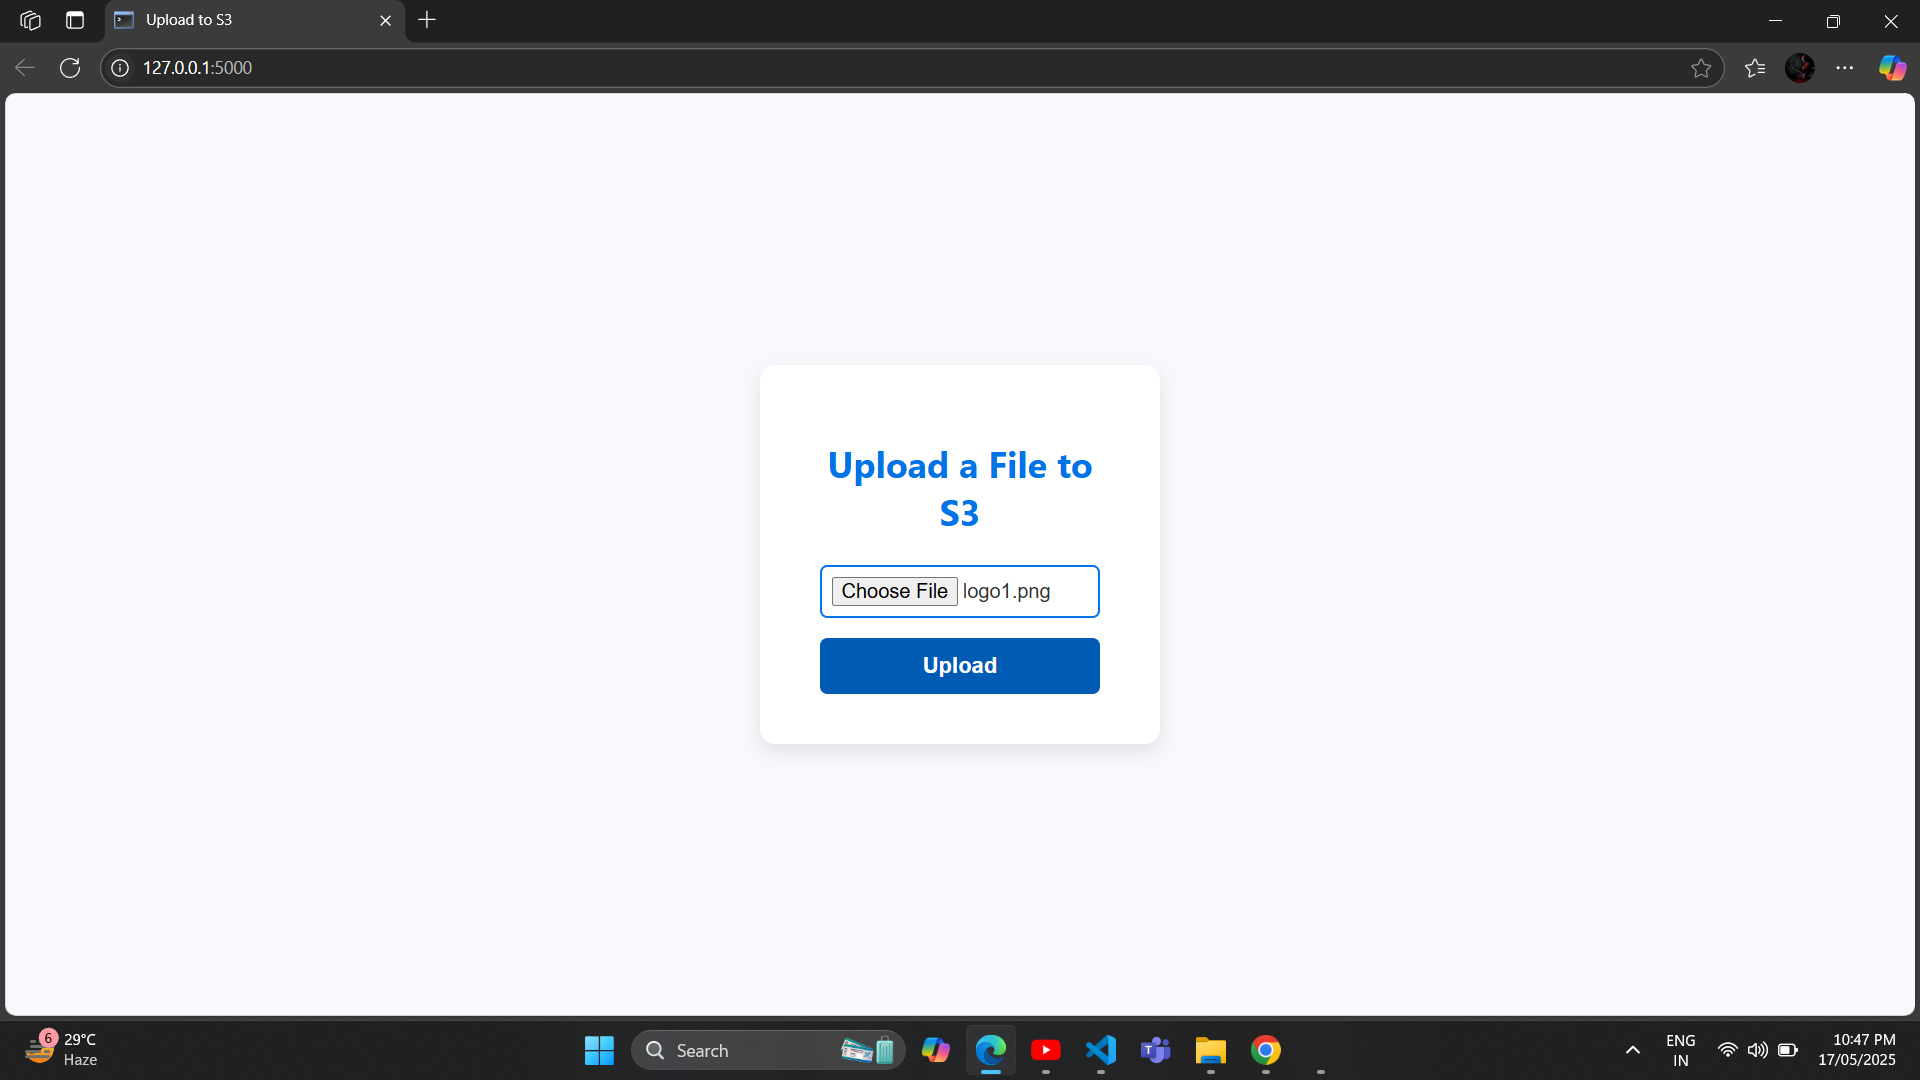 Upload to S3
127.0.0.1:5000
Upload a File to
S3
Choose File logo1.png
Upload
6
29°C
Haze
Search
T
ENG
IN
10:47 PM
17/05/2025